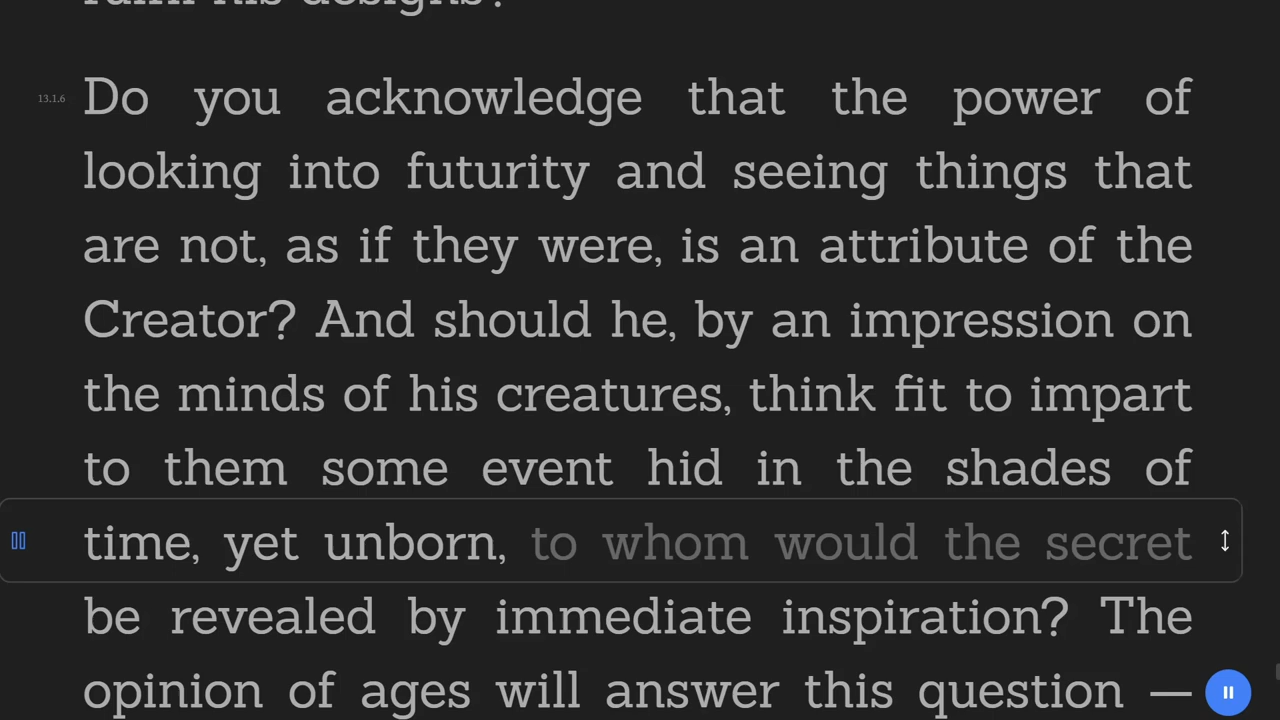 fulfil his designs?
13.1.6 Do you acknowledge that the power of
looking into futurity and seeing things that
are not, as if they were, is an attribute of the
Creator? And should he, by an impression on
the minds of his creatures, think fit to impart
to them some event hid in the shades of
time, yet unborn, to whom would the secret
be revealed by immediate inspiration? The
opinion of ages will answer this question —